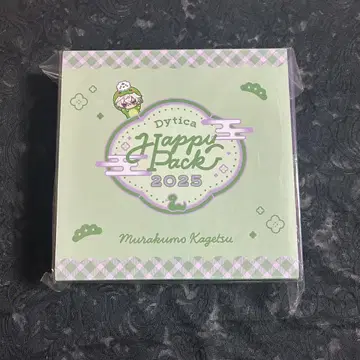 Dytica
Happy
Pack
2025
Murakumo Kagetsu